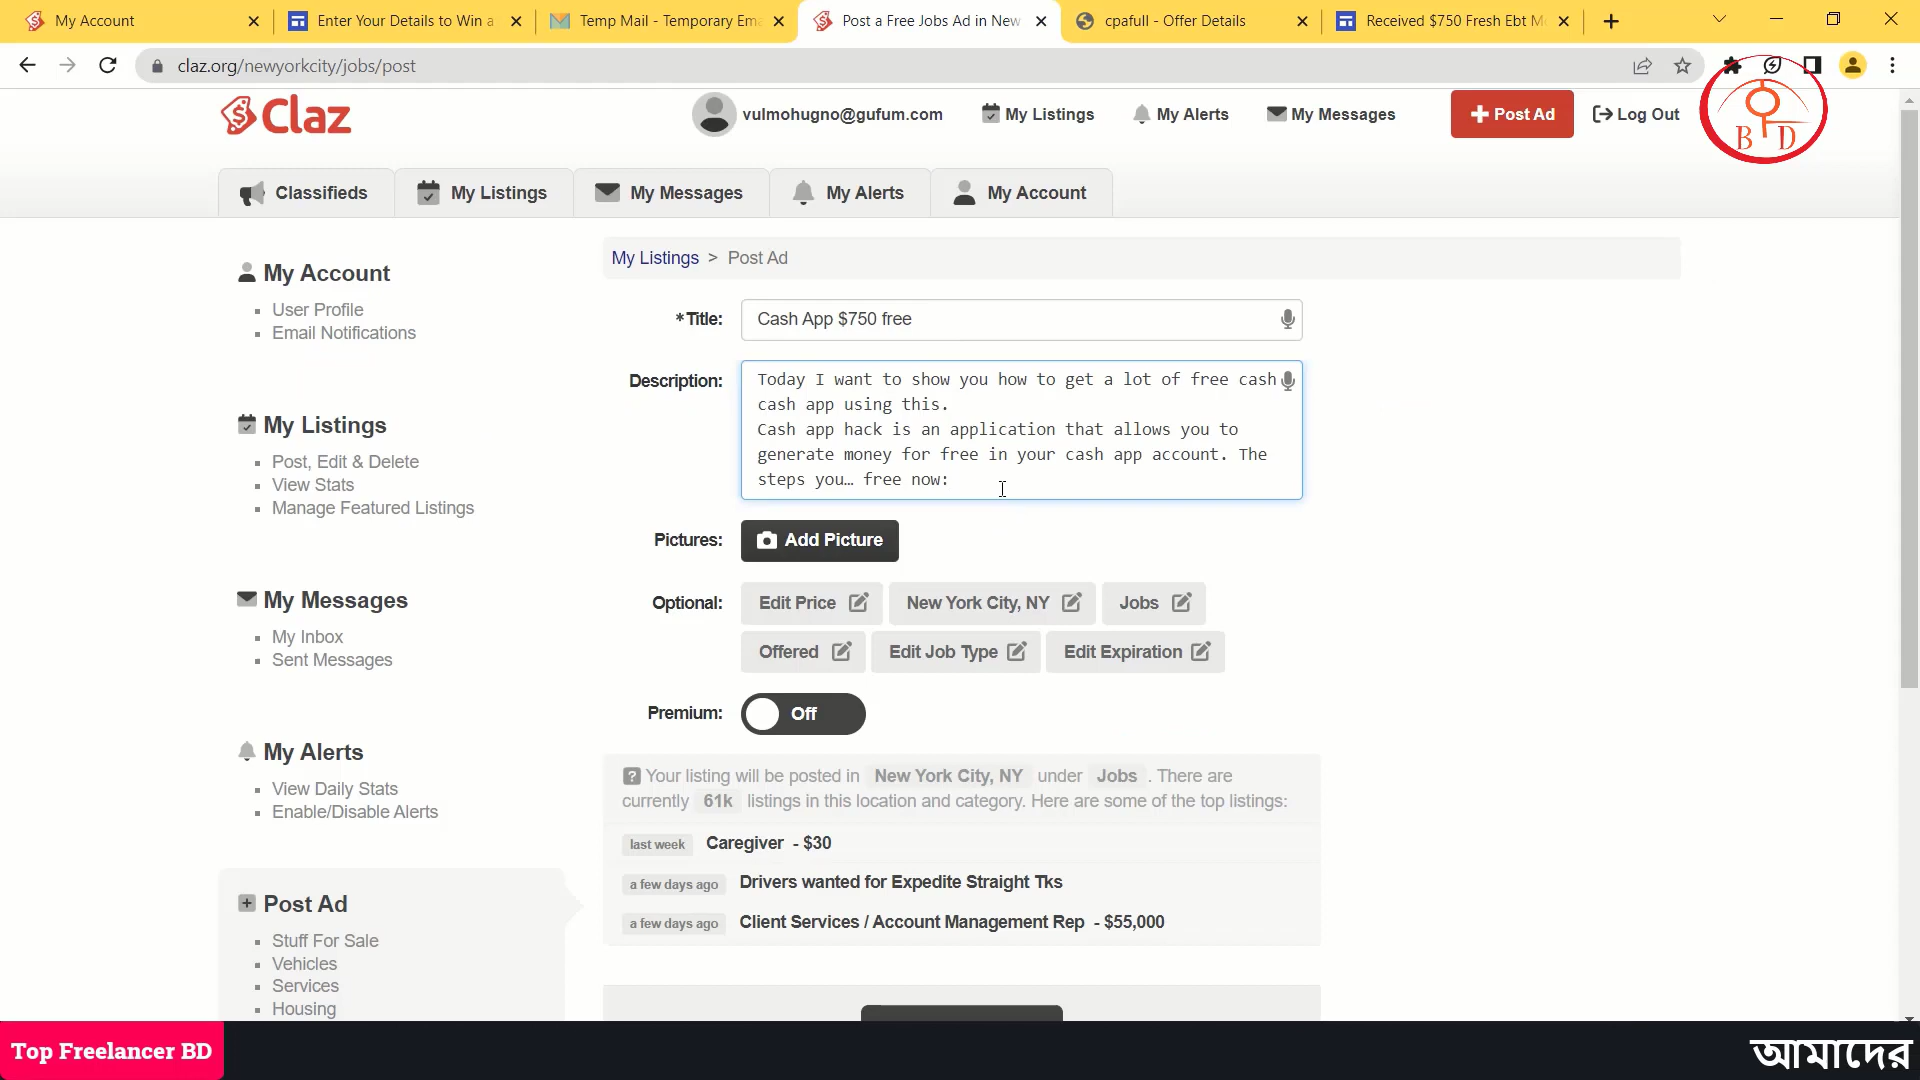 My Account
Enter Your Details to Win a
Temp Mail - Temporary Ema
Post a Free Jobs Ad in New
cpafull - Offer Details
Received $750 Fresh Ebt Mo
claz.org/newyorkcity/jobs/post
Claz
vulmohugno@gufum.com
My Listings
My Alerts
My Messages
Post Ad
Log Out
B D
Classifieds
My Listings
My Messages
My Alerts
My Account
My Account
User Profile
Email Notifications
My Listings
Post, Edit & Delete
View Stats
Manage Featured Listings
My Messages
My Inbox
Sent Messages
My Alerts
View Daily Stats
Enable/Disable Alerts
Post Ad
Stuff For Sale
Vehicles
Services
Housing
My Listings > Post Ad
*Title: Cash App $750 free
Description:
Today I want to show you how to get a lot of free cash
cash app using this.
Cash app hack is an application that allows you to
generate money for free in your cash app account. The
steps you… free now:
Pictures: Add Picture
Optional: Edit Price New York City, NY Jobs
Offered Edit Job Type Edit Expiration
Premium: Off
? Your listing will be posted in New York City, NY under Jobs . There are
currently 61k listings in this location and category. Here are some of the top listings:
last week Caregiver - $30
a few days ago Drivers wanted for Expedite Straight Tks
a few days ago Client Services / Account Management Rep - $55,000
Top Freelancer BD
আমাদের